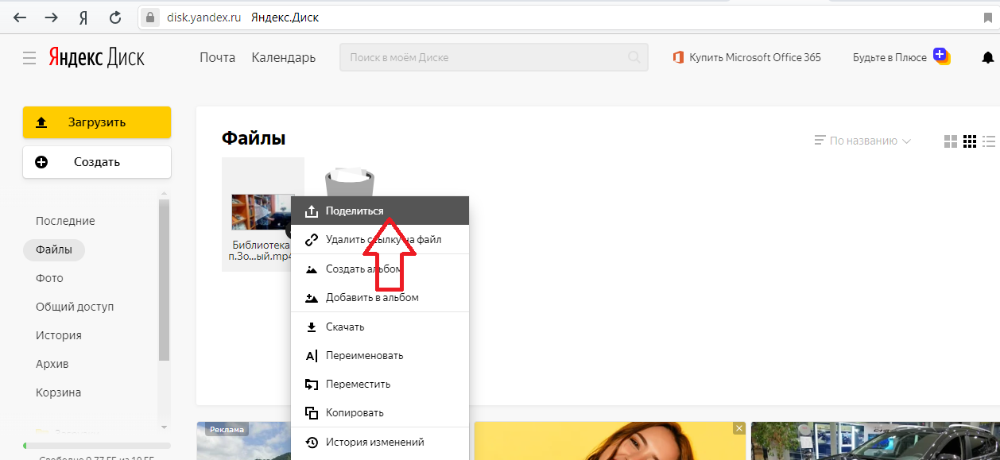 disk.yandex.ru Яндекс.Диск
Яндекс Диск
Почта Календарь
Поиск в моём Диске
Купить Microsoft Office 365
Будьте в Плюсе
Загрузить
Создать
Последние
Файлы
Фото
Общий доступ
История
Архив
Корзина
Файлы
По названию
Библиотека
п.Зо...ый.mp4
Поделиться
Удалить ссылку на файл
Создать альбом
Добавить в альбом
Скачать
Переименовать
Переместить
Копировать
История изменений
Реклама